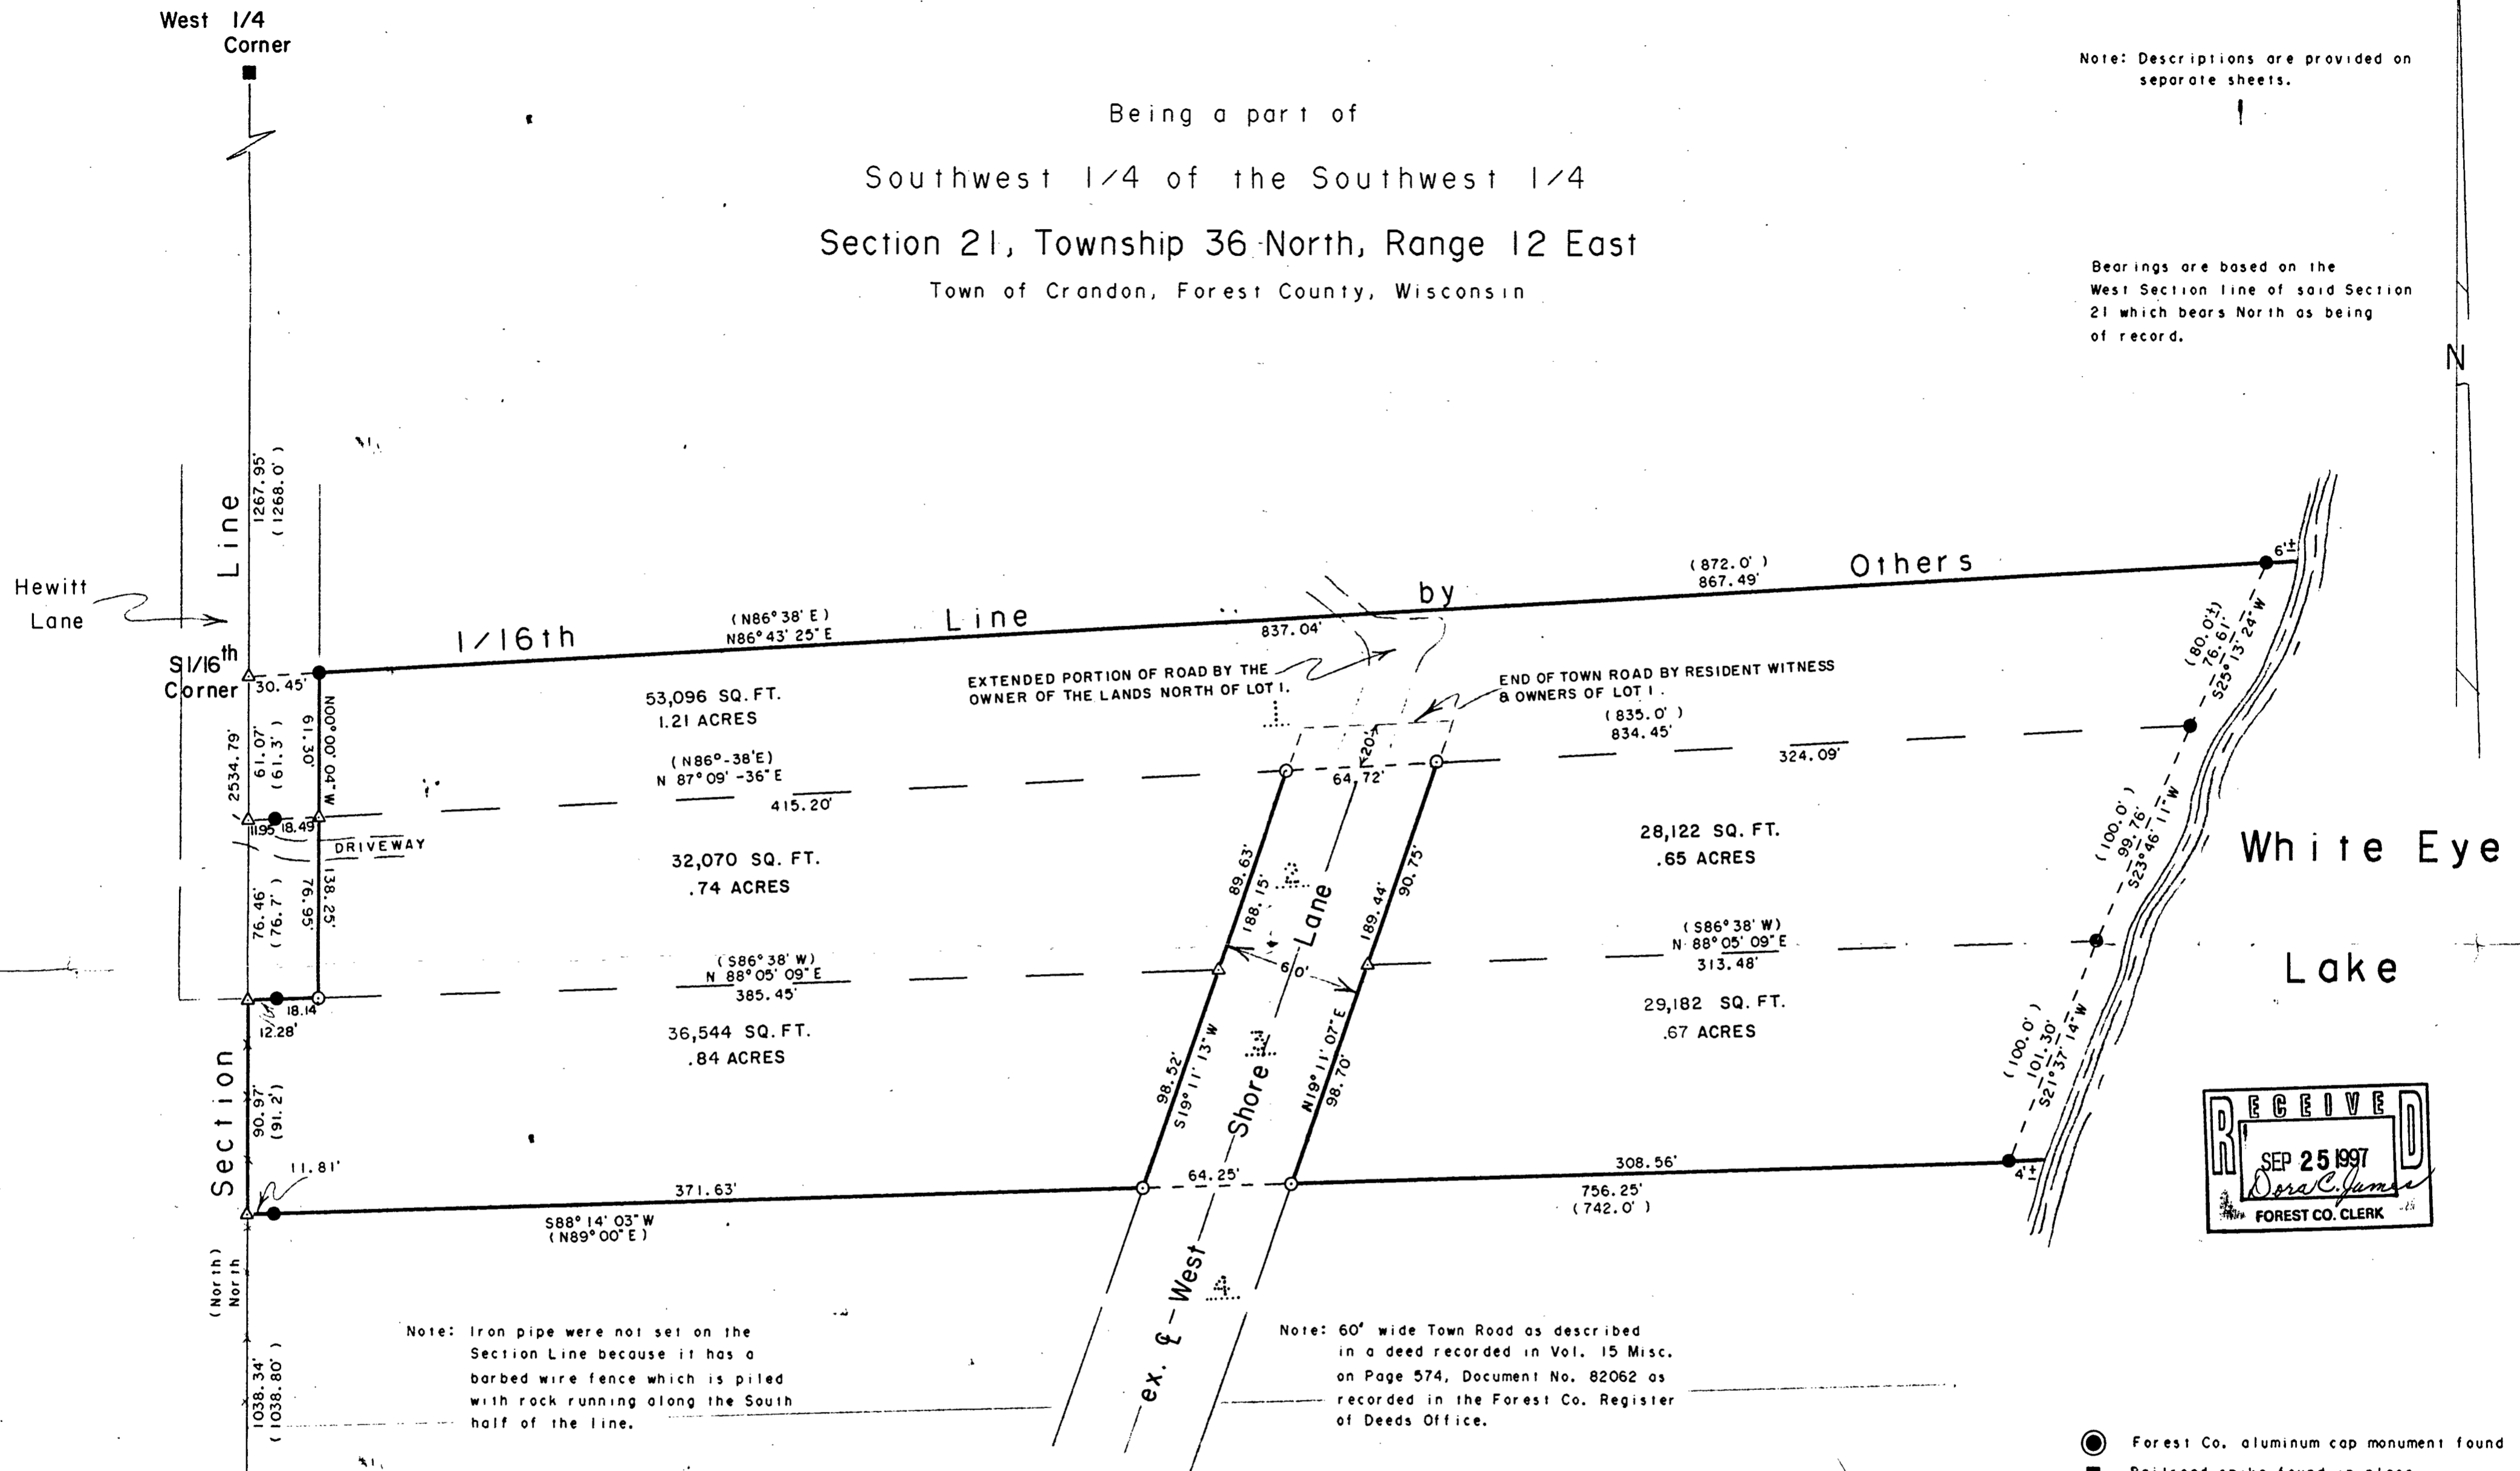 West 1/4
Corner
Note: Descriptions are provided on
separate sheets.
Being a part of
Southwest 1/4 of the Southwest 1/4
Section 21, Township 36 North, Range 12 East
Town of Crandon, Forest County, Wisconsin
Bearings are based on the
West Section line of said Section
21 which bears North as being
of record.
N
1267.95'
(1268.0')
Line
Hewitt
Lane
S1/16th
Corner
30.45'
1/16th
Line
by
Others
(N86°38'E)
N86°43'25"E
837.04'
(872.0')
867.49'
6'±
(80.0'±)
76.61'
S25°13'24"W
EXTENDED PORTION OF ROAD BY THE
OWNER OF THE LANDS NORTH OF LOT 1.
END OF TOWN ROAD BY RESIDENT WITNESS
& OWNERS OF LOT 1.
53,096 SQ. FT.
1.21 ACRES
1
(835.0')
834.45'
N00°00'04"W
61.30'
61.07'
(61.3')
2534.79'
(N86°-38'E)
N 87°09'-36"E
415.20'
20'
64.72'
324.09'
11.95
18.49'
DRIVEWAY
32,070 SQ. FT.
.74 ACRES
138.25'
76.95'
76.46'
(76.7')
89.63'
188.15'
2
Lane
189.44'
90.75'
28,122 SQ. FT.
.65 ACRES
(100.0')
99.76'
S23°46'11"W
White Eye
Lake
(S86°38'W)
N 88°05'09"E
385.45'
60'
(S86°38'W)
N 88°05'09"E
313.48'
18.14'
12.28'
36,544 SQ. FT.
.84 ACRES
98.52'
S19°11'13"W
Shore
3
N19°11'07"E
98.70'
29,182 SQ. FT.
.67 ACRES
(100.0')
101.30'
S21°37'14"W
Section
90.97'
(91.2')
11.81'
371.63'
S88°14'03"W
(N89°00"E)
64.25'
308.56'
756.25'
(742.0')
4'±
RECEIVED
SEP 25 1997
Dora C. James
FOREST CO. CLERK
(North)
North
1038.34'
(1038.80')
ex. ℄ - West
4
Note: Iron pipe were not set on the
Section Line because it has a
barbed wire fence which is piled
with rock running along the South
half of the line.
Note: 60' wide Town Road as described
in a deed recorded in Vol. 15 Misc.
on Page 574, Document No. 82062 as
recorded in the Forest Co. Register
of Deeds Office.
Forest Co. aluminum cap monument found